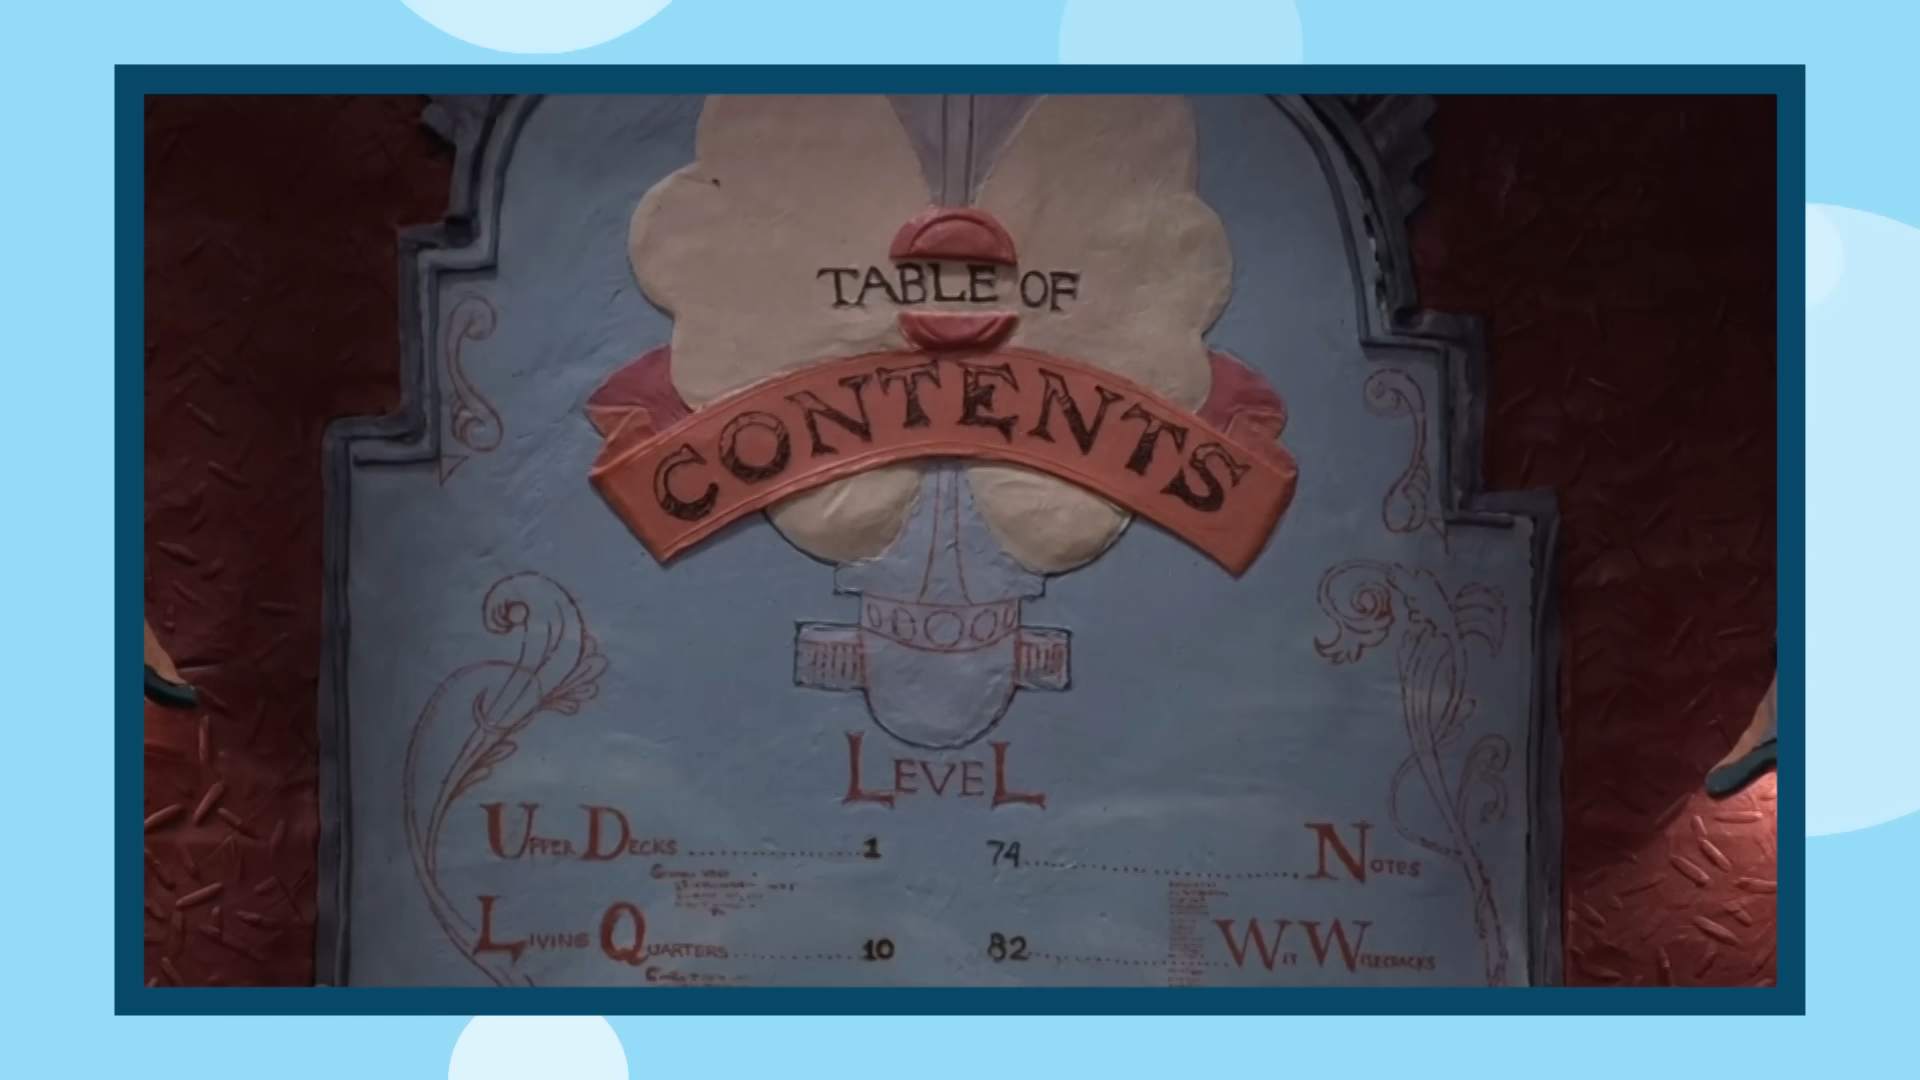 TABLE OF
CONTENTS
LEVEL
UPPER DECKS 1
74 NOTES
LIVING QUARTERS 10
82 WIT WISECRACKS